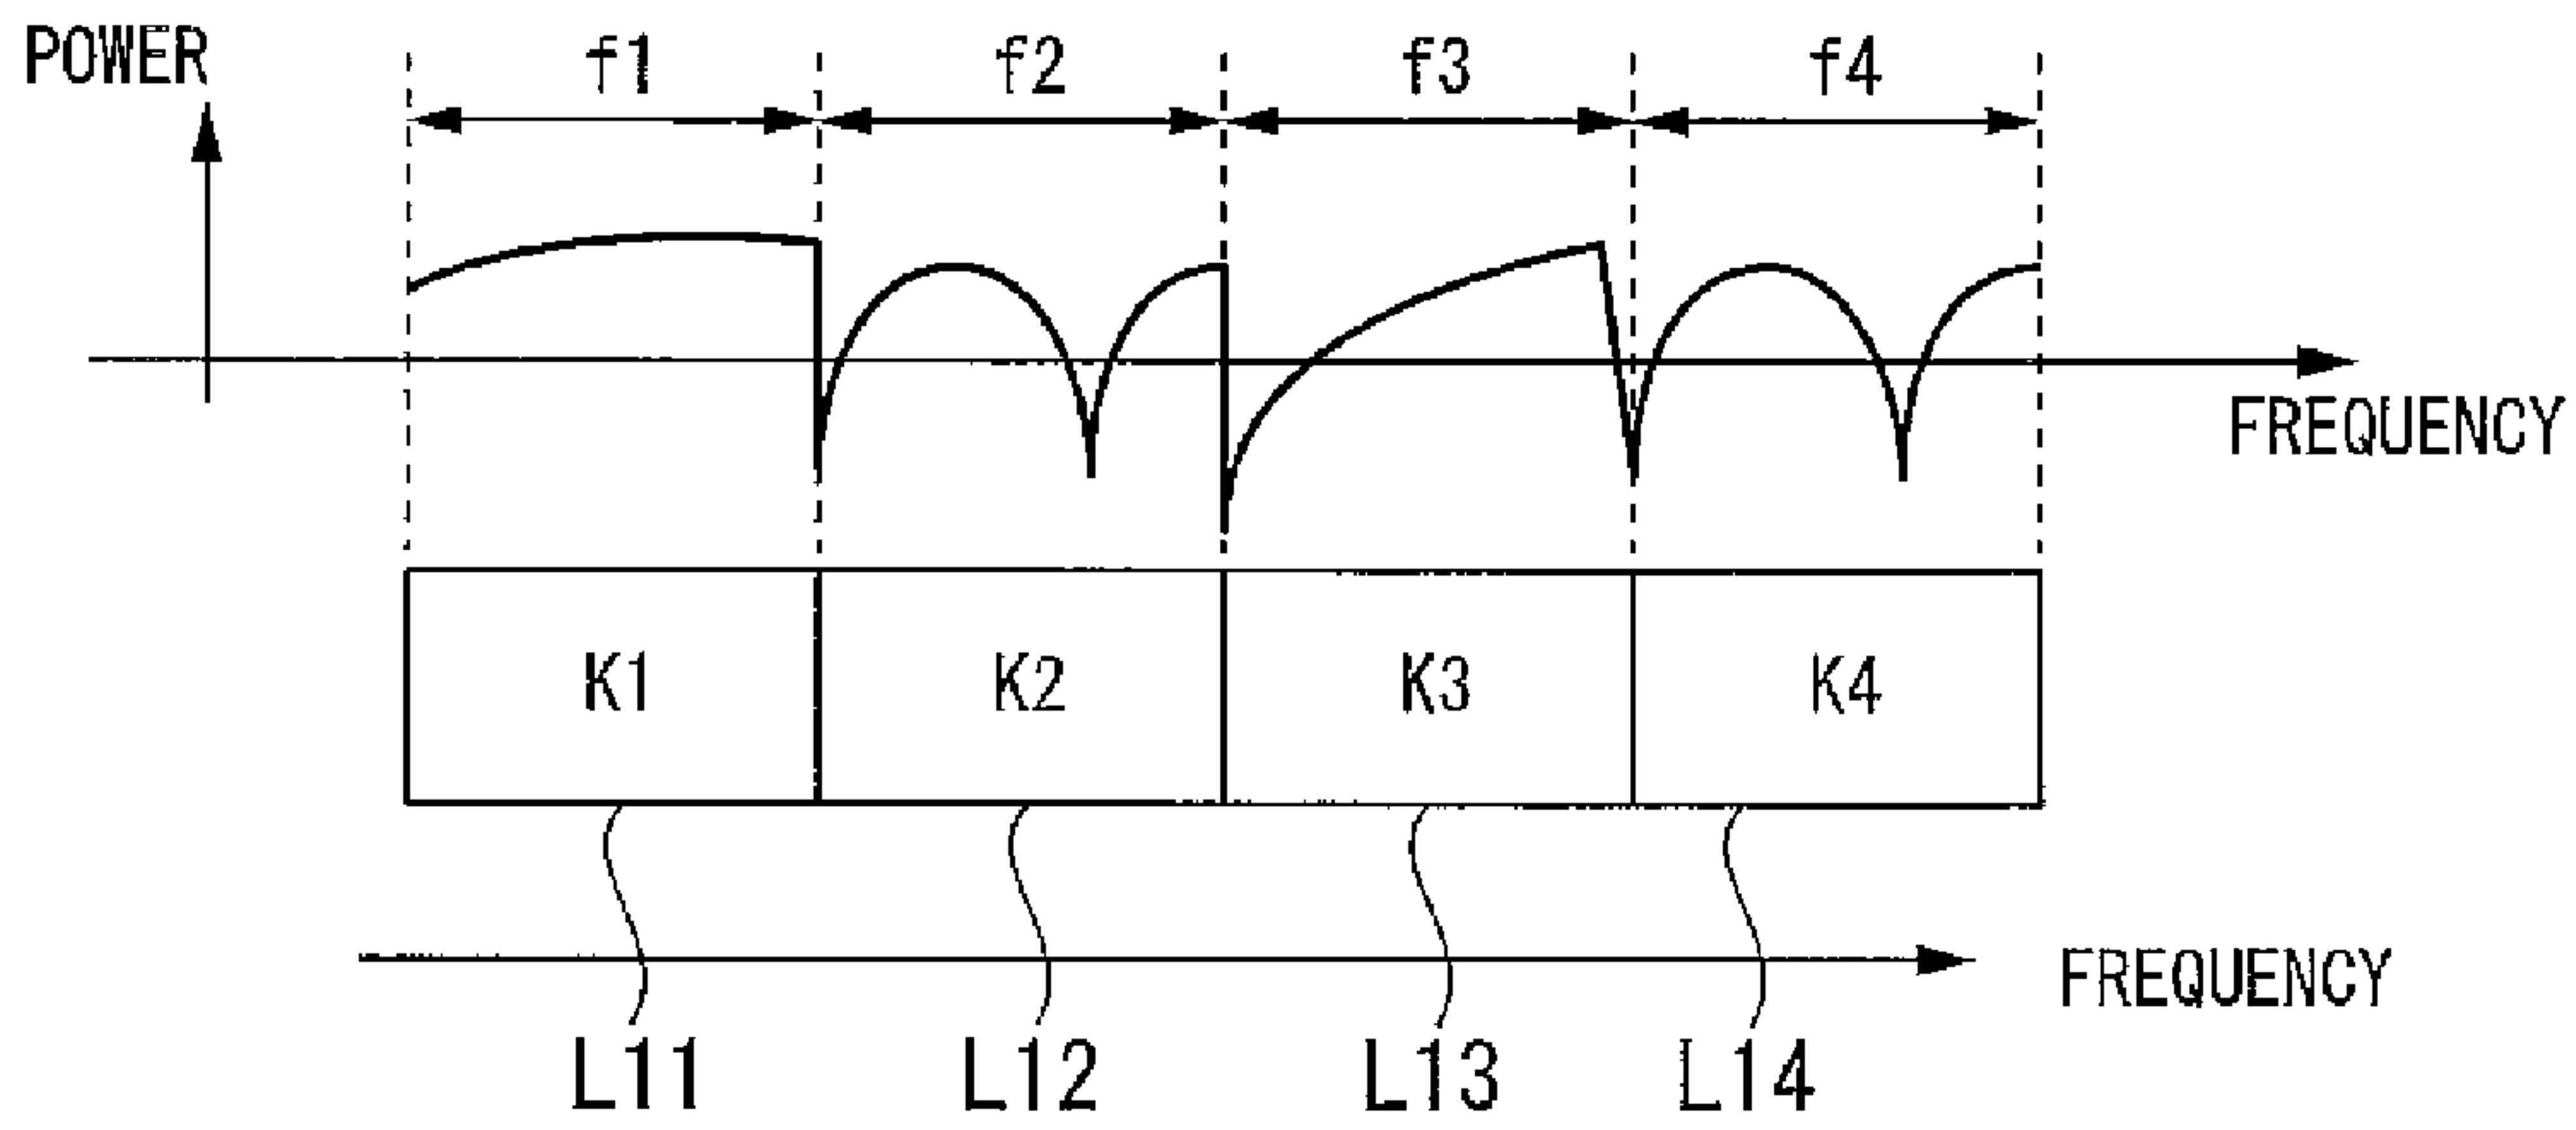 POWER
f1 f2 f3 f4
FREQUENCY
K1 K2 K3 K4
FREQUENCY
L11 L12 L13 L14